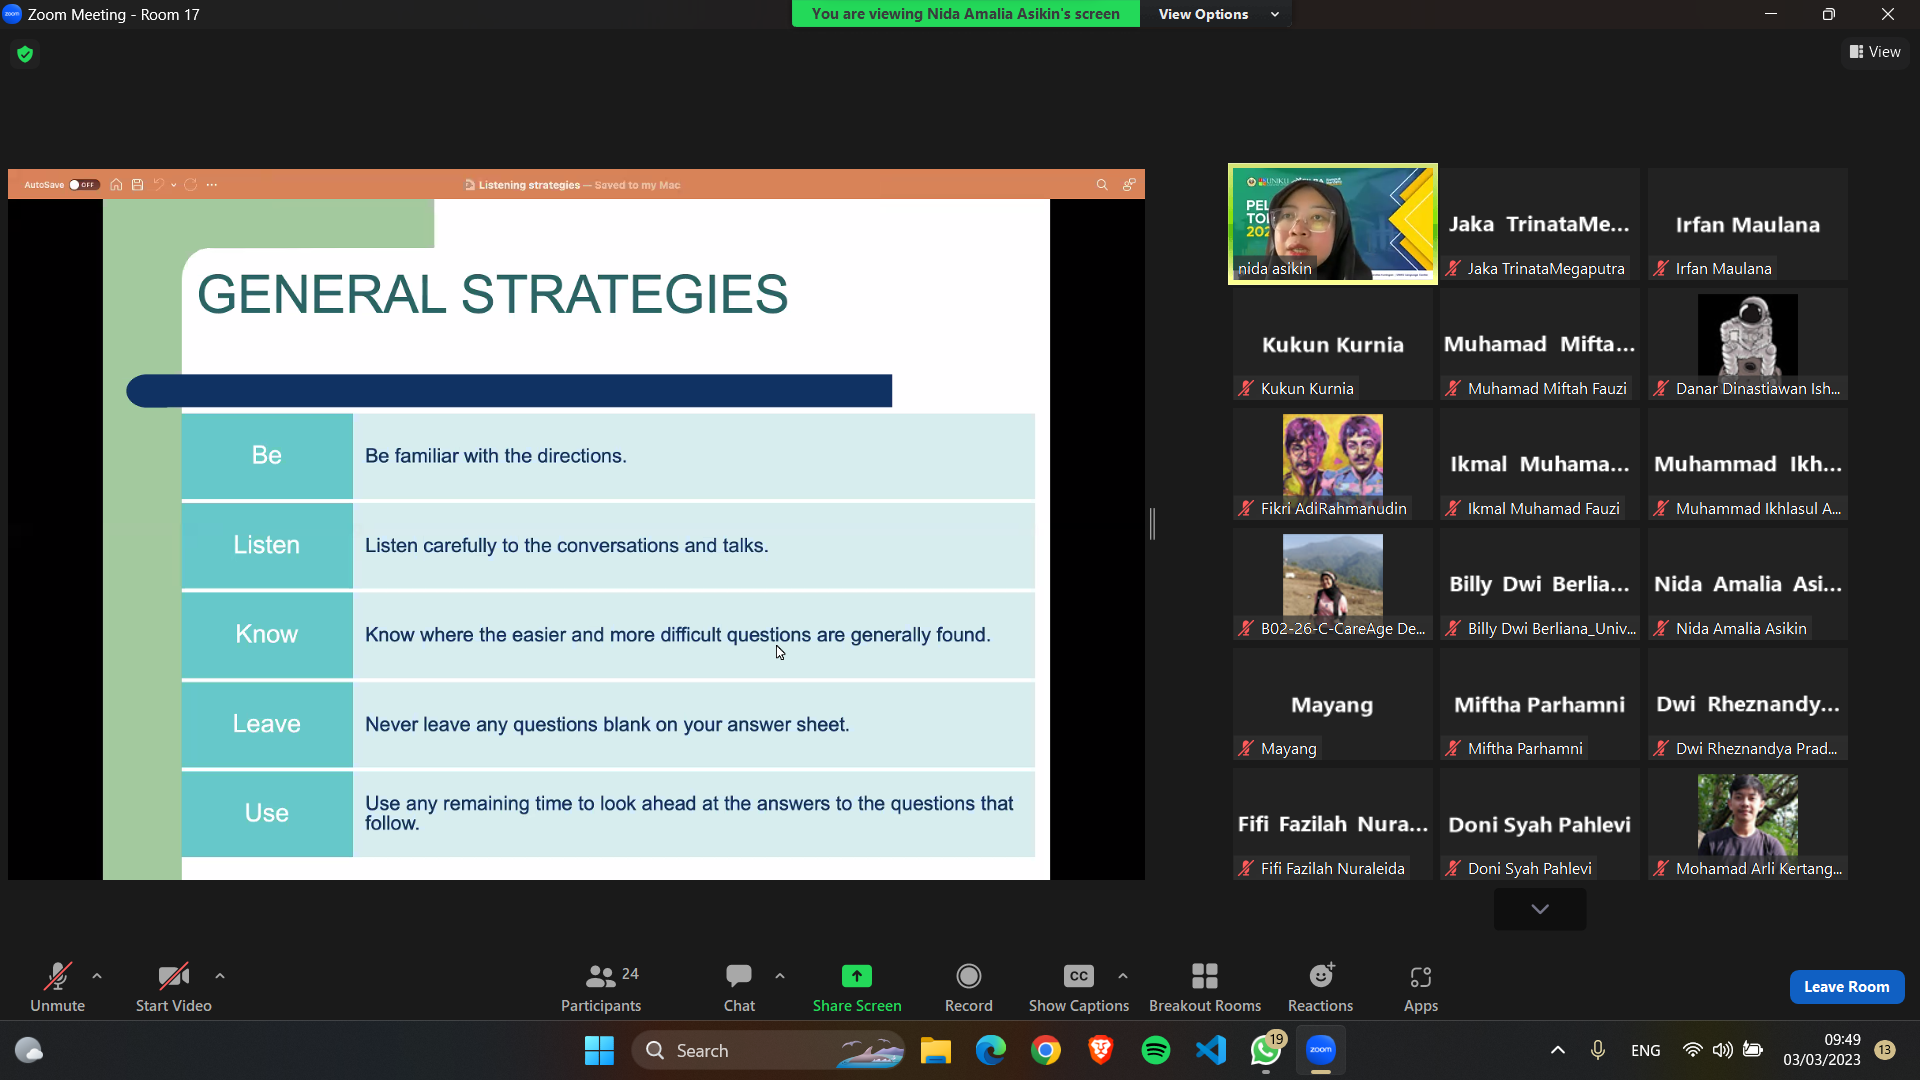 Zoom Meeting - Room 17
You are viewing Nida Amalia Asikin's screen
View Options
View
AutoSave OFF
Listening strategies — Saved to my Mac
GENERAL STRATEGIES
Be
Be familiar with the directions.
Listen
Listen carefully to the conversations and talks.
Know
Know where the easier and more difficult questions are generally found.
Leave
Never leave any questions blank on your answer sheet.
Use
Use any remaining time to look ahead at the answers to the questions that
follow.
UNIKU
PEL
TO
202
nida asikin
Jaka TrinataMe...
Jaka TrinataMegaputra
Irfan Maulana
Irfan Maulana
Kukun Kurnia
Kukun Kurnia
Muhamad Mifta...
Muhamad Miftah Fauzi
Danar Dinastiawan Ish...
Fikri AdiRahmanudin
Ikmal Muhama...
Ikmal Muhamad Fauzi
Muhammad Ikh...
Muhammad Ikhlasul A...
B02-26-C-CareAge De...
Billy Dwi Berlia...
Billy Dwi Berliana_Univ...
Nida Amalia Asi...
Nida Amalia Asikin
Mayang
Mayang
Miftha Parhamni
Miftha Parhamni
Dwi Rheznandy...
Dwi Rheznandya Prad...
Fifi Fazilah Nura...
Fifi Fazilah Nuraleida
Doni Syah Pahlevi
Doni Syah Pahlevi
Mohamad Arli Kertang...
Unmute
Start Video
24
Participants
Chat
Share Screen
Record
CC
Show Captions
Breakout Rooms
Reactions
Apps
Leave Room
Search
19
zoom
ENG
09:49
03/03/2023
13